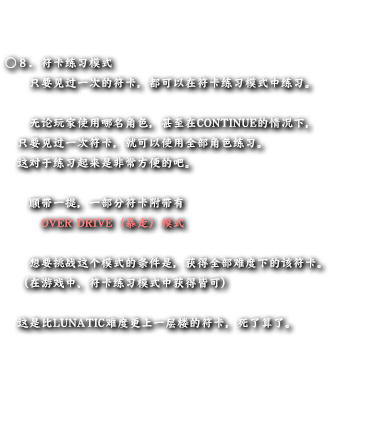 ○８．符卡练习模式
只要见过一次的符卡，都可以在符卡练习模式中练习。
无论玩家使用哪名角色，甚至在CONTINUE的情况下，
只要见过一次符卡，就可以使用全部角色练习。
这对于练习起来是非常方便的吧。
顺带一提，一部分符卡附带有
OVER DRIVE（暴走）模式
想要挑战这个模式的条件是，获得全部难度下的该符卡。
（在游戏中、符卡练习模式中获得皆可）
这是比LUNATIC难度更上一层楼的符卡，死了算了。